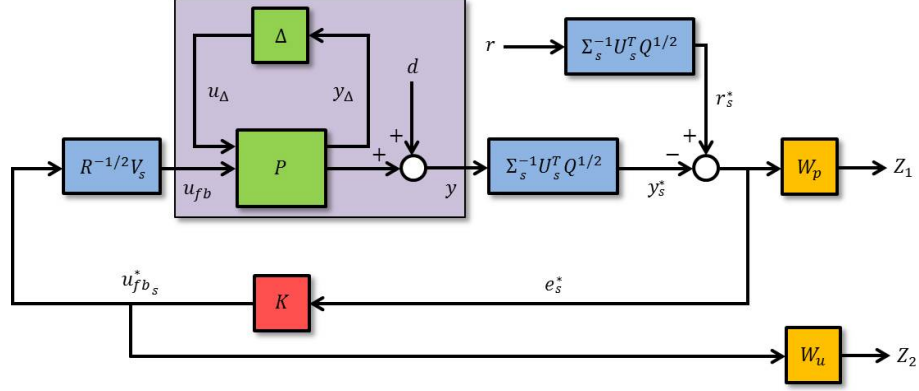 Δ
r
Σ_s^{-1} U_s^T Q^{1/2}
d
u_Δ
y_Δ
r_s^*
+
+
R^{-1/2} V_s
P
+
−
Σ_s^{-1} U_s^T Q^{1/2}
W_p
Z_1
u_{fb}
y
y_s^*
u_{fb_s}^*
K
e_s^*
W_u
Z_2